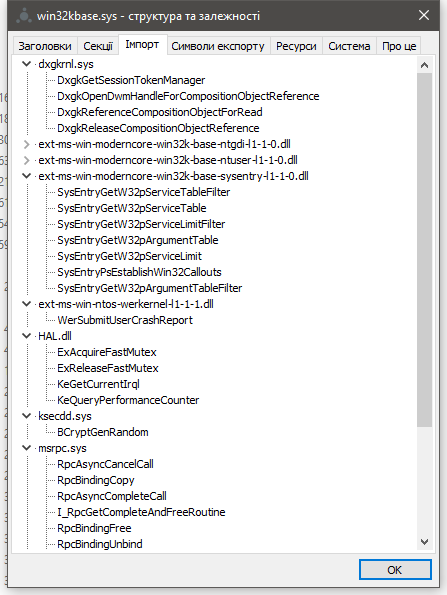 win32kbase.sys - структура та залежності
Заголовки Секції Імпорт Символи експорту Ресурси Система Про це
dxgkrnl.sys
DxgkGetSessionTokenManager
DxgkOpenDwmHandleForCompositionObjectReference
DxgkReferenceCompositionObjectForRead
DxgkReleaseCompositionObjectReference
ext-ms-win-moderncore-win32k-base-ntgdi-l1-1-0.dll
ext-ms-win-moderncore-win32k-base-ntuser-l1-1-0.dll
ext-ms-win-moderncore-win32k-base-sysentry-l1-1-0.dll
SysEntryGetW32pServiceTableFilter
SysEntryGetW32pServiceTable
SysEntryGetW32pServiceLimitFilter
SysEntryGetW32pArgumentTable
SysEntryGetW32pServiceLimit
SysEntryPsEstablishWin32Callouts
SysEntryGetW32pArgumentTableFilter
ext-ms-win-ntos-werkernel-l1-1-1.dll
WerSubmitUserCrashReport
HAL.dll
ExAcquireFastMutex
ExReleaseFastMutex
KeGetCurrentIrql
KeQueryPerformanceCounter
ksecdd.sys
BCryptGenRandom
msrpc.sys
RpcAsyncCancelCall
RpcBindingCopy
RpcAsyncCompleteCall
I_RpcGetCompleteAndFreeRoutine
RpcBindingFree
RpcBindingUnbind
OK